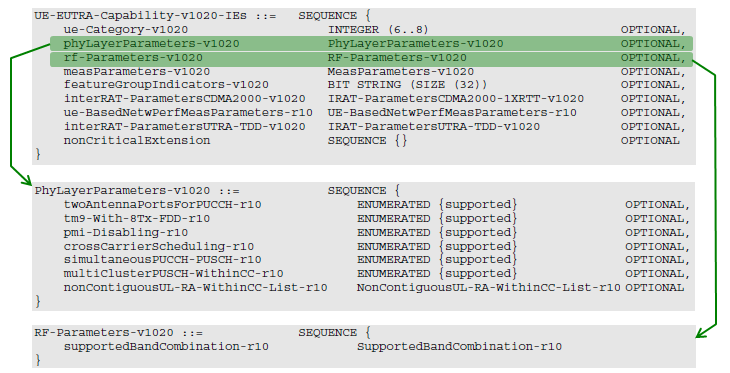 UE-EUTRA-Capability-v1020-IEs ::= SEQUENCE {
ue-Category-v1020 INTEGER (6..8) OPTIONAL,
phyLayerParameters-v1020 PhyLayerParameters-v1020 OPTIONAL,
rf-Parameters-v1020 RF-Parameters-v1020 OPTIONAL,
measParameters-v1020 MeasParameters-v1020 OPTIONAL,
featureGroupIndicators-v1020 BIT STRING (SIZE (32)) OPTIONAL,
interRAT-ParametersCDMA2000-v1020 IRAT-ParametersCDMA2000-1XRTT-v1020 OPTIONAL,
ue-BasedNetwPerfMeasParameters-r10 UE-BasedNetwPerfMeasParameters-r10 OPTIONAL,
interRAT-ParametersUTRA-TDD-v1020 IRAT-ParametersUTRA-TDD-v1020 OPTIONAL,
nonCriticalExtension SEQUENCE {} OPTIONAL
}
PhyLayerParameters-v1020 ::= SEQUENCE {
twoAntennaPortsForPUCCH-r10 ENUMERATED {supported} OPTIONAL,
tm9-With-8Tx-FDD-r10 ENUMERATED {supported} OPTIONAL,
pmi-Disabling-r10 ENUMERATED {supported} OPTIONAL,
crossCarrierScheduling-r10 ENUMERATED {supported} OPTIONAL,
simultaneousPUCCH-PUSCH-r10 ENUMERATED {supported} OPTIONAL,
multiClusterPUSCH-WithinCC-r10 ENUMERATED {supported} OPTIONAL,
nonContiguousUL-RA-WithinCC-List-r10 NonContiguousUL-RA-WithinCC-List-r10 OPTIONAL
}
RF-Parameters-v1020 ::= SEQUENCE {
supportedBandCombination-r10 SupportedBandCombination-r10
}